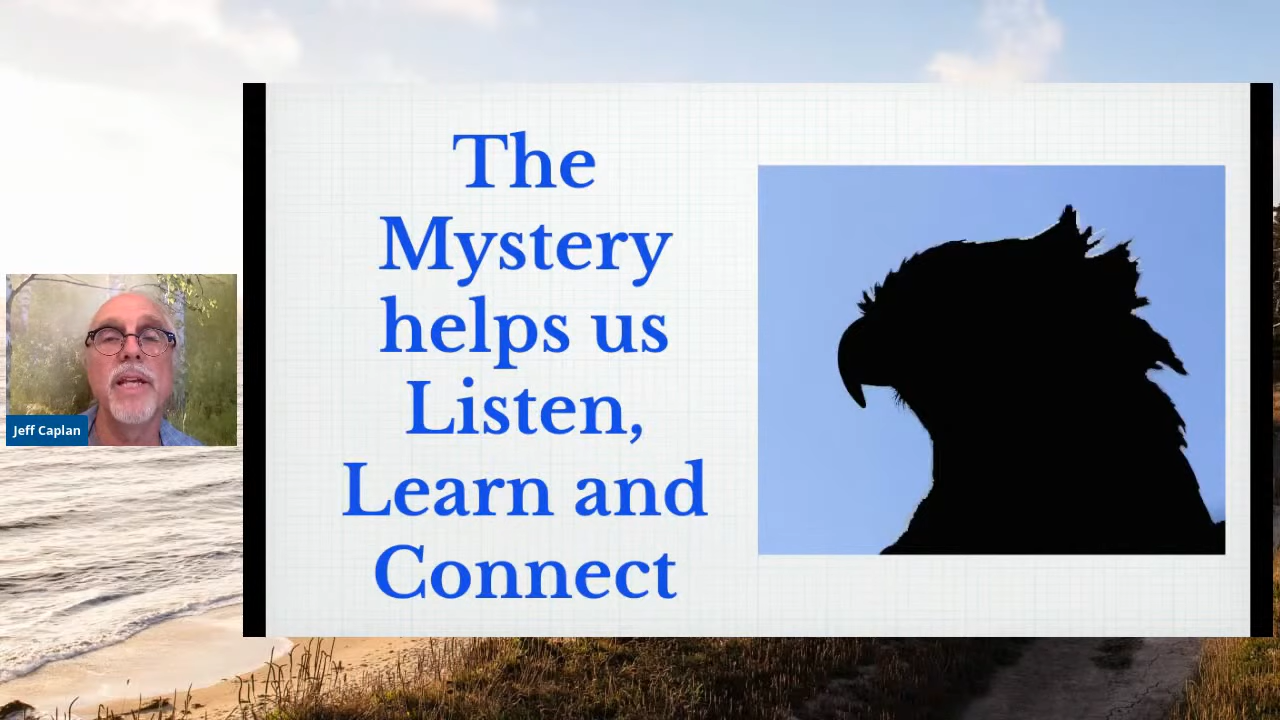 The
Mystery
helps us
Listen,
Learn and
Connect
Jeff Caplan